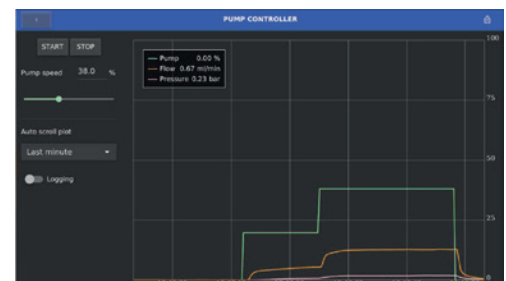 PUMP CONTROLLER
START STOP
Pump speed 38.0 %
Auto scroll plot
Last minute
Logging
Pump 0.00 %
Flow 0.67 ml/min
Pressure 0.23 bar
100
75
50
25
0